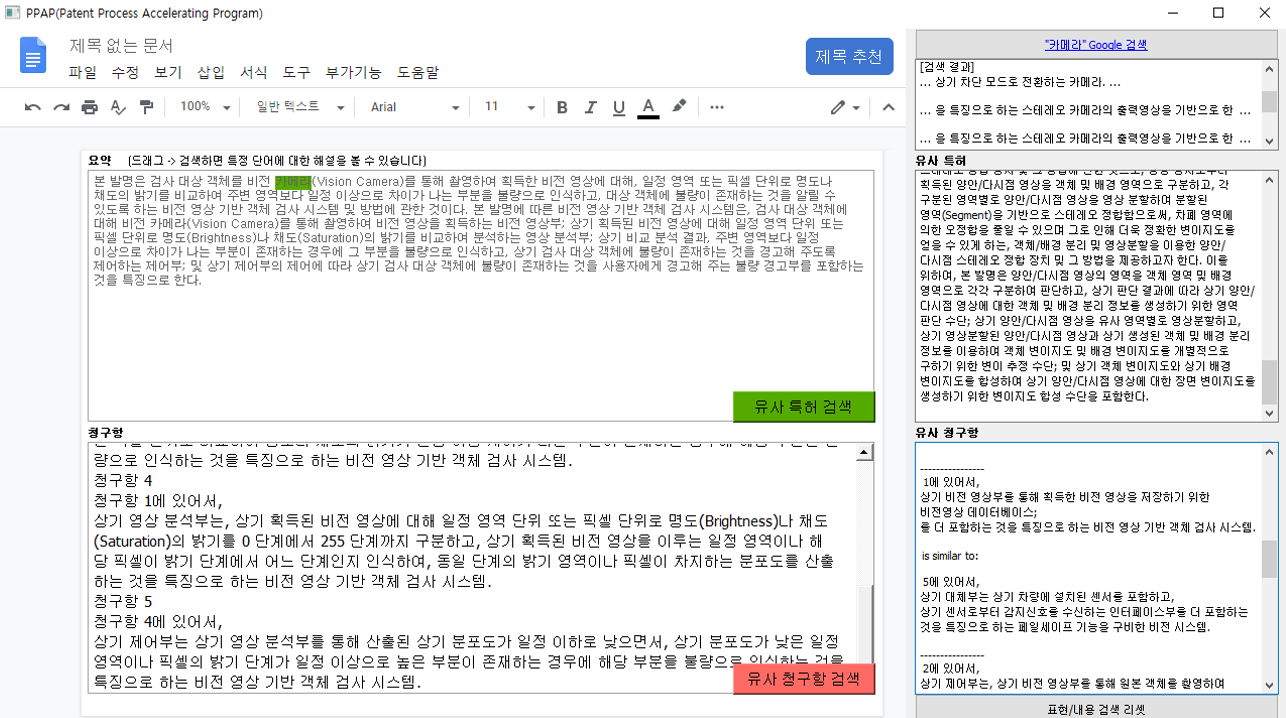 PPAP(Patent Process Accelerating Program)
제목 없는 문서
파일 수정 보기 삽입 서식 도구 부가기능 도움말
제목 추천
100% 일반 텍스트 Arial 11 B I U A
요약 (드래그 -> 검색하면 특정 단어에 대한 해설을 볼 수 있습니다)
본 발명은 검사 대상 객체를 비전 카메라(Vision Camera)를 통해 촬영하여 획득한 비전 영상에 대해, 일정 영역 또는 픽셀 단위로 명도나
채도의 밝기를 비교하여 주변 영역보다 일정 이상으로 차이가 나는 부분을 불량으로 인식하고, 대상 객체에 불량이 존재하는 것을 알릴 수
있도록 하는 비전 영상 기반 객체 검사 시스템 및 방법에 관한 것이다. 본 발명에 따른 비전 영상 기반 객체 검사 시스템은, 검사 대상 객체에
대해 비전 카메라(Vision Camera)를 통해 촬영하여 비전 영상을 획득하는 비전 영상부; 상기 획득된 비전 영상에 대해 일정 영역 단위 또는
픽셀 단위로 명도(Brightness)나 채도(Saturation)의 밝기를 비교하여 분석하는 영상 분석부; 상기 비교 분석 결과, 주변 영역보다 일정
이상으로 차이가 나는 부분이 존재하는 경우에 그 부분을 불량으로 인식하고, 상기 검사 대상 객체에 불량이 존재하는 것을 경고해 주도록
제어하는 제어부; 및 상기 제어부의 제어에 따라 상기 검사 대상 객체에 불량이 존재하는 것을 사용자에게 경고해 주는 불량 경고부를 포함하는
것을 특징으로 한다.
유사 특허 검색
청구항
량으로 인식하는 것을 특징으로 하는 비전 영상 기반 객체 검사 시스템.
청구항 4
청구항 1에 있어서,
상기 영상 분석부는, 상기 획득된 비전 영상에 대해 일정 영역 단위 또는 픽셀 단위로 명도(Brightness)나 채도
(Saturation)의 밝기를 0 단계에서 255 단계까지 구분하고, 상기 획득된 비전 영상을 이루는 일정 영역이나 해
당 픽셀이 밝기 단계에서 어느 단계인지 인식하여, 동일 단계의 밝기 영역이나 픽셀이 차지하는 분포도를 산출
하는 것을 특징으로 하는 비전 영상 기반 객체 검사 시스템.
청구항 5
청구항 4에 있어서,
상기 제어부는 상기 영상 분석부를 통해 산출된 상기 분포도가 일정 이하로 낮으면서, 상기 분포도가 낮은 일정
영역이나 픽셀의 밝기 단계가 일정 이상으로 높은 부분이 존재하는 경우에 해당 부분을 불량으로 인식하는 것을
특징으로 하는 비전 영상 기반 객체 검사 시스템.
유사 청구항 검색
"카메라" Google 검색
[검색 결과]
... 상기 차단 모드로 전환하는 카메라. ...
... 을 특징으로 하는 스테레오 카메라의 출력영상을 기반으로 한 ...
... 을 특징으로 하는 스테레오 카메라의 출력영상을 기반으로 한 ...
유사 특허
획득된 양안/다시점 영상을 객체 및 배경 영역으로 구분하고, 각
구분된 영역별로 양안/다시점 영상을 영상 분할하여 분할된
영역(Segment)을 기반으로 스테레오 정합함으로써, 차폐 영역에
의한 오정합을 줄일 수 있으며 그로 인해 더욱 정확한 변이지도를
얻을 수 있게 하는, 객체/배경 분리 및 영상분할을 이용한 양안/
다시점 스테레오 정합 장치 및 그 방법을 제공하고자 한다. 이를
위하여, 본 발명은 양안/다시점 영상의 영역을 객체 영역 및 배경
영역으로 각각 구분하여 판단하고, 상기 판단 결과에 따라 상기 양안/
다시점 영상에 대한 객체 및 배경 분리 정보를 생성하기 위한 영역
판단 수단; 상기 양안/다시점 영상을 유사 영역별로 영상분할하고,
상기 영상분할된 양안/다시점 영상과 상기 생성된 객체 및 배경 분리
정보를 이용하여 객체 변이지도 및 배경 변이지도를 개별적으로
구하기 위한 변이 추정 수단; 및 상기 객체 변이지도와 상기 배경
변이지도를 합성하여 상기 양안/다시점 영상에 대한 장면 변이지도를
생성하기 위한 변이지도 합성 수단을 포함한다.
유사 청구항
----------------
1에 있어서,
상기 비전 영상부를 통해 획득한 비전 영상을 저장하기 위한
비전영상 데이터베이스;
을 더 포함하는 것을 특징으로 하는 비전 영상 기반 객체 검사 시스템.
is similar to:
5에 있어서,
상기 대체부는 상기 차량에 설치된 센서를 포함하고,
상기 센서로부터 감지신호를 수신하는 인터페이스부를 더 포함하는
것을 특징으로 하는 페일세이프 기능을 구비한 비전 시스템.
----------------
2에 있어서,
상기 제어부는, 상기 비전 영상부를 통해 원본 객체를 촬영하여
표현/내용 검색 리셋